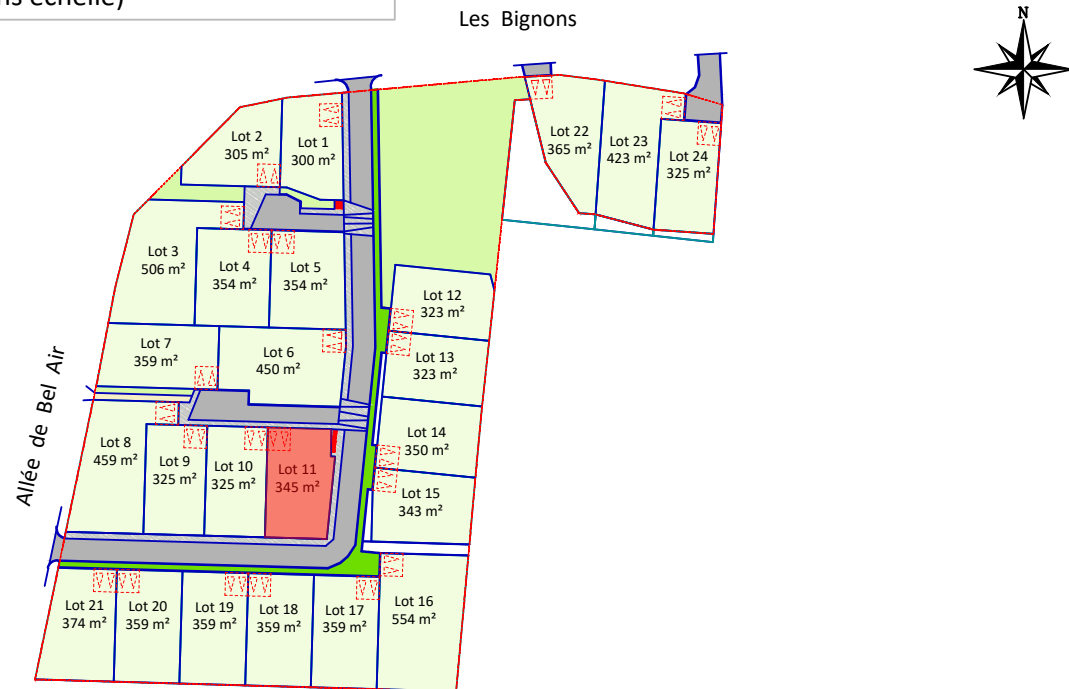 ns échelle)
Les Bignons
N
Lot 2
305 m²
Lot 1
300 m²
Lot 22
365 m²
Lot 23
423 m²
Lot 24
325 m²
Lot 3
506 m²
Lot 4
354 m²
Lot 5
354 m²
Lot 12
323 m²
Lot 7
359 m²
Lot 6
450 m²
Lot 13
323 m²
Allée de Bel Air
Lot 8
459 m²
Lot 9
325 m²
Lot 10
325 m²
Lot 11
345 m²
Lot 14
350 m²
Lot 15
343 m²
Lot 21
374 m²
Lot 20
359 m²
Lot 19
359 m²
Lot 18
359 m²
Lot 17
359 m²
Lot 16
554 m²